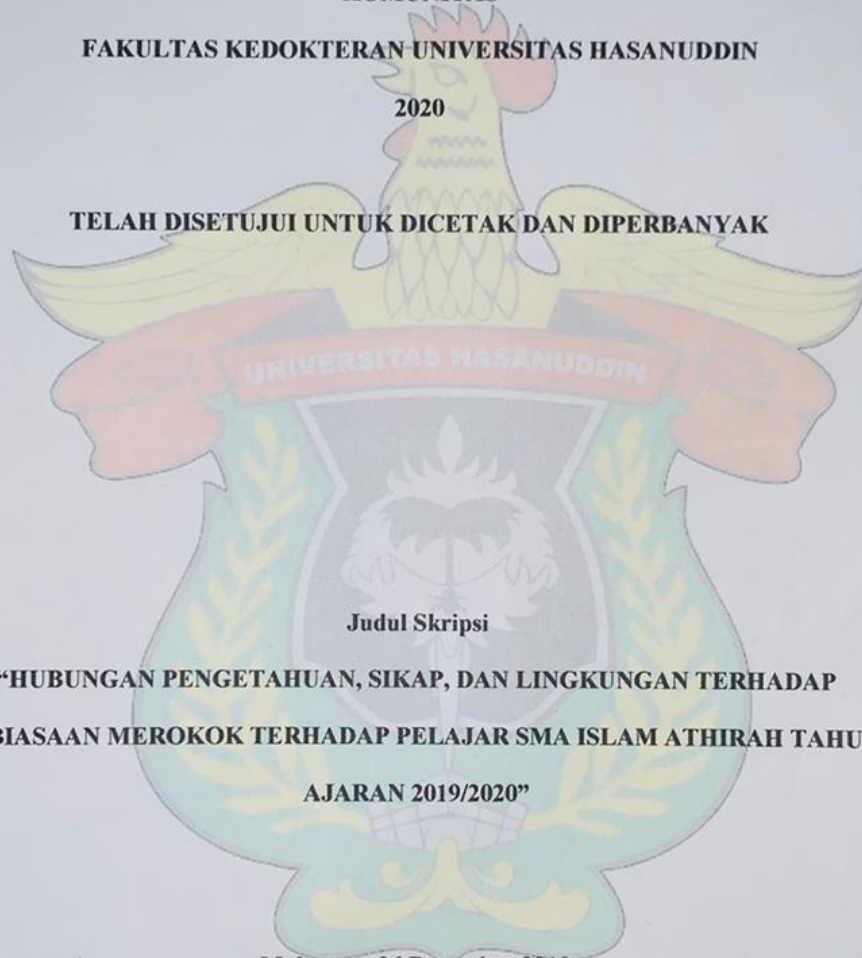 FAKULTAS KEDOKTERAN UNIVERSITAS HASANUDDIN
2020
TELAH DISETUJUI UNTUK DICETAK DAN DIPERBANYAK
UNIVERSITAS HASANUDDIN
Judul Skripsi
“HUBUNGAN PENGETAHUAN, SIKAP, DAN LINGKUNGAN TERHADAP
BIASAAN MEROKOK TERHADAP PELAJAR SMA ISLAM ATHIRAH TAHU
AJARAN 2019/2020”